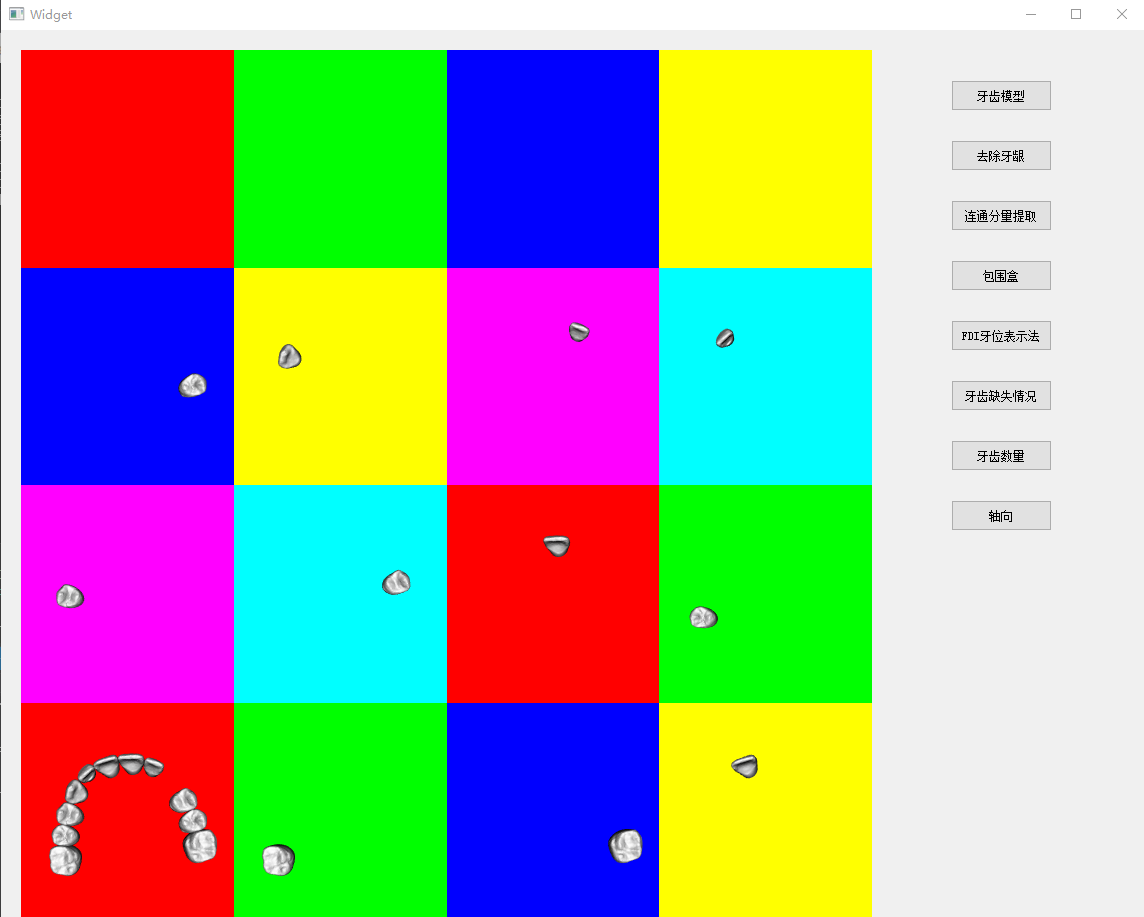 Widget
牙齿模型
去除牙龈
连通分量提取
包围盒
FDI牙位表示法
牙齿缺失情况
牙齿数量
轴向